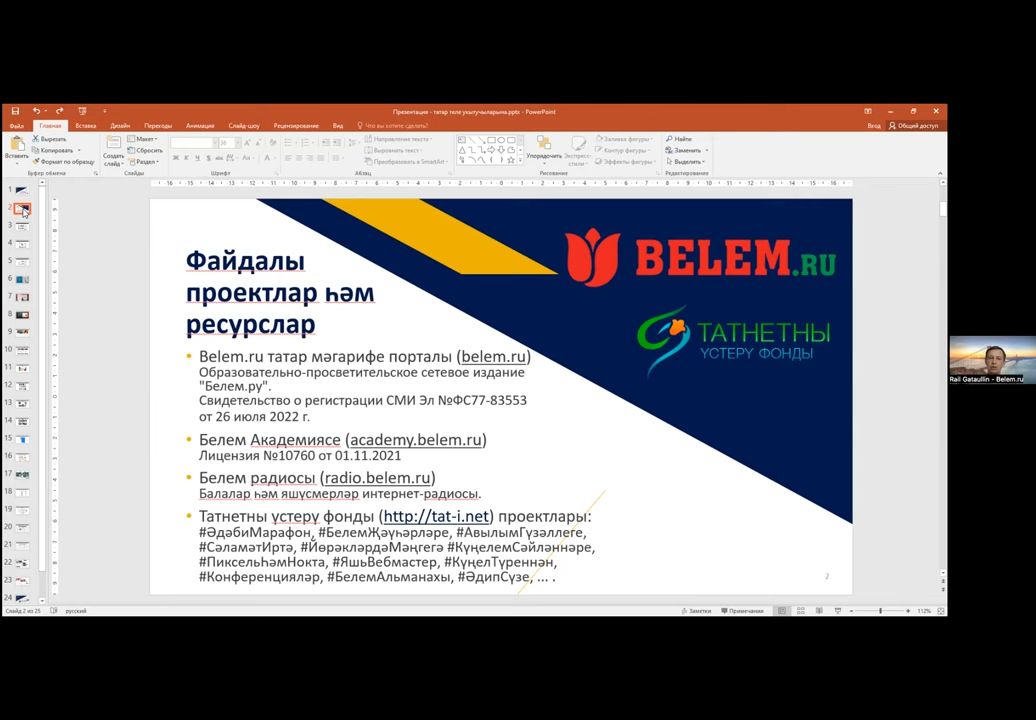 Презентация - татар теле укытучыларына.pptx - PowerPoint
Файл Главная Вставка Дизайн Переходы Анимация Слайд-шоу Рецензирование Вид Что вы хотите сделать? Вход Общий доступ
Вставить
Вырезать
Копировать
Формат по образцу
Буфер обмена
Создать слайд
Макет
Сбросить
Раздел
Слайды
Шрифт
Направление текста
Выровнять текст
Преобразовать в SmartArt
Абзац
Упорядочить
Экспресс-стили
Заливка фигуры
Контур фигуры
Эффекты фигуры
Рисование
Найти
Заменить
Выделить
Редактирование
BELEM.RU
ТАТНЕТНЫ
ҮСТЕРҮ ФОНДЫ
Файдалы
проектлар һәм
ресурслар
Belem.ru татар мәгарифе порталы (belem.ru)
Образовательно-просветительское сетевое издание
"Белем.ру".
Свидетельство о регистрации СМИ Эл №ФС77-83553
от 26 июля 2022 г.
Белем Академиясе (academy.belem.ru)
Лицензия №10760 от 01.11.2021
Белем радиосы (radio.belem.ru)
Балалар һәм яшүсмерләр интернет-радиосы.
Татнетны үстерү фонды (http://tat-i.net) проектлары:
#ӘдәбиМарафон, #БелемҖәүһәрләре, #АвылымГүзәллеге,
#СәламәтИртә, #ЙөрәкләрдәМәңгегә #КүңелемСәйләннәре,
#ПиксельһәмНокта, #ЯшьВебмастер, #КүңелТүреннән,
#Конференцияләр, #БелемАльманахы, #ӘдипСүзе, ... .
2
Rail Gataullin - Belem.ru
Слайд 2 из 25 русский Заметки Примечания 112%